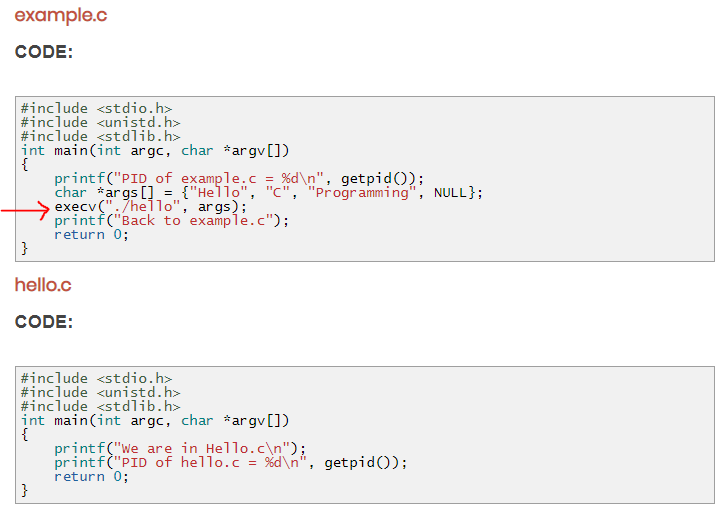 example.c
CODE:
#include <stdio.h>
#include <unistd.h>
#include <stdlib.h>
int main(int argc, char *argv[])
{
    printf("PID of example.c = %d\n", getpid());
    char *args[] = {"Hello", "C", "Programming", NULL};
    execv("./hello", args);
    printf("Back to example.c");
    return 0;
}
hello.c
CODE:
#include <stdio.h>
#include <unistd.h>
#include <stdlib.h>
int main(int argc, char *argv[])
{
    printf("We are in Hello.c\n");
    printf("PID of hello.c = %d\n", getpid());
    return 0;
}